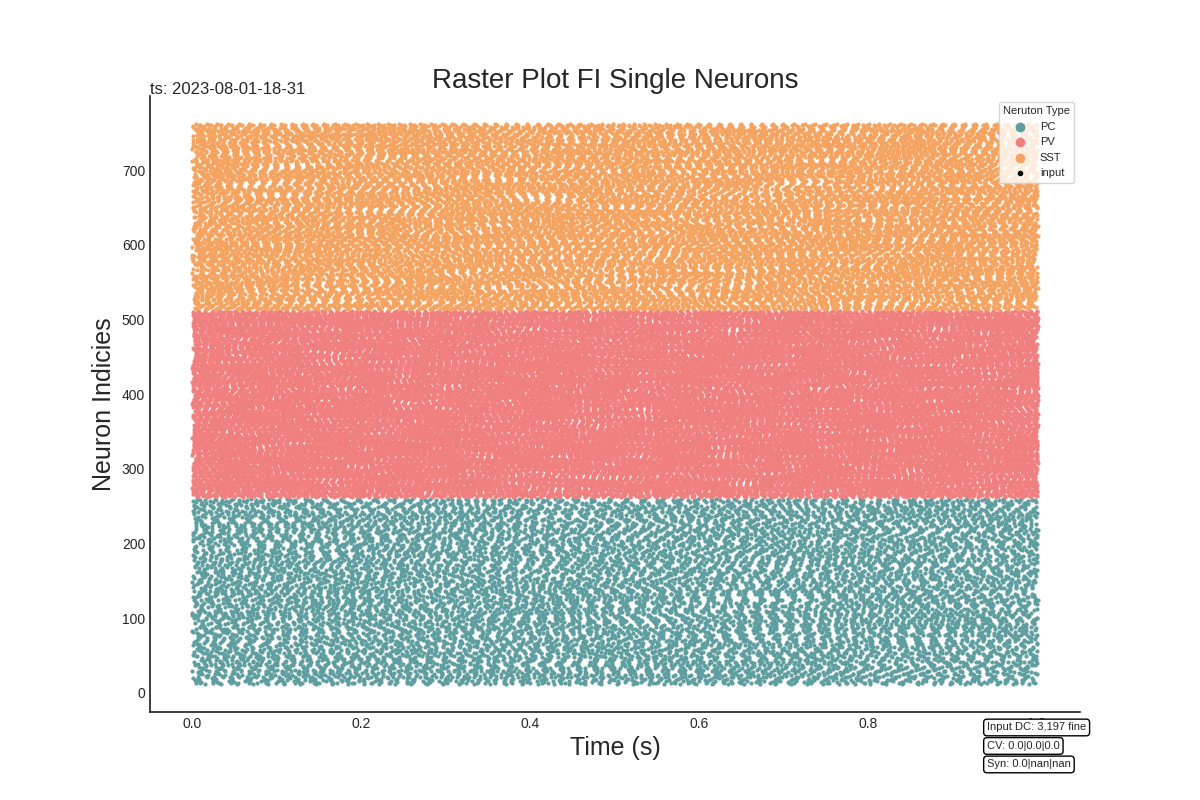 Raster Plot FI Single Neurons
ts: 2023-08-01-18-31
Neruton Type
PC
PV
SST
input
Neuron Indicies
700
600
500
400
300
200
100
0
0.0
0.2
0.4
0.6
0.8
Time (s)
Input DC: 3,197 fine
CV: 0.0|0.0|0.0
Syn: 0.0|nan|nan